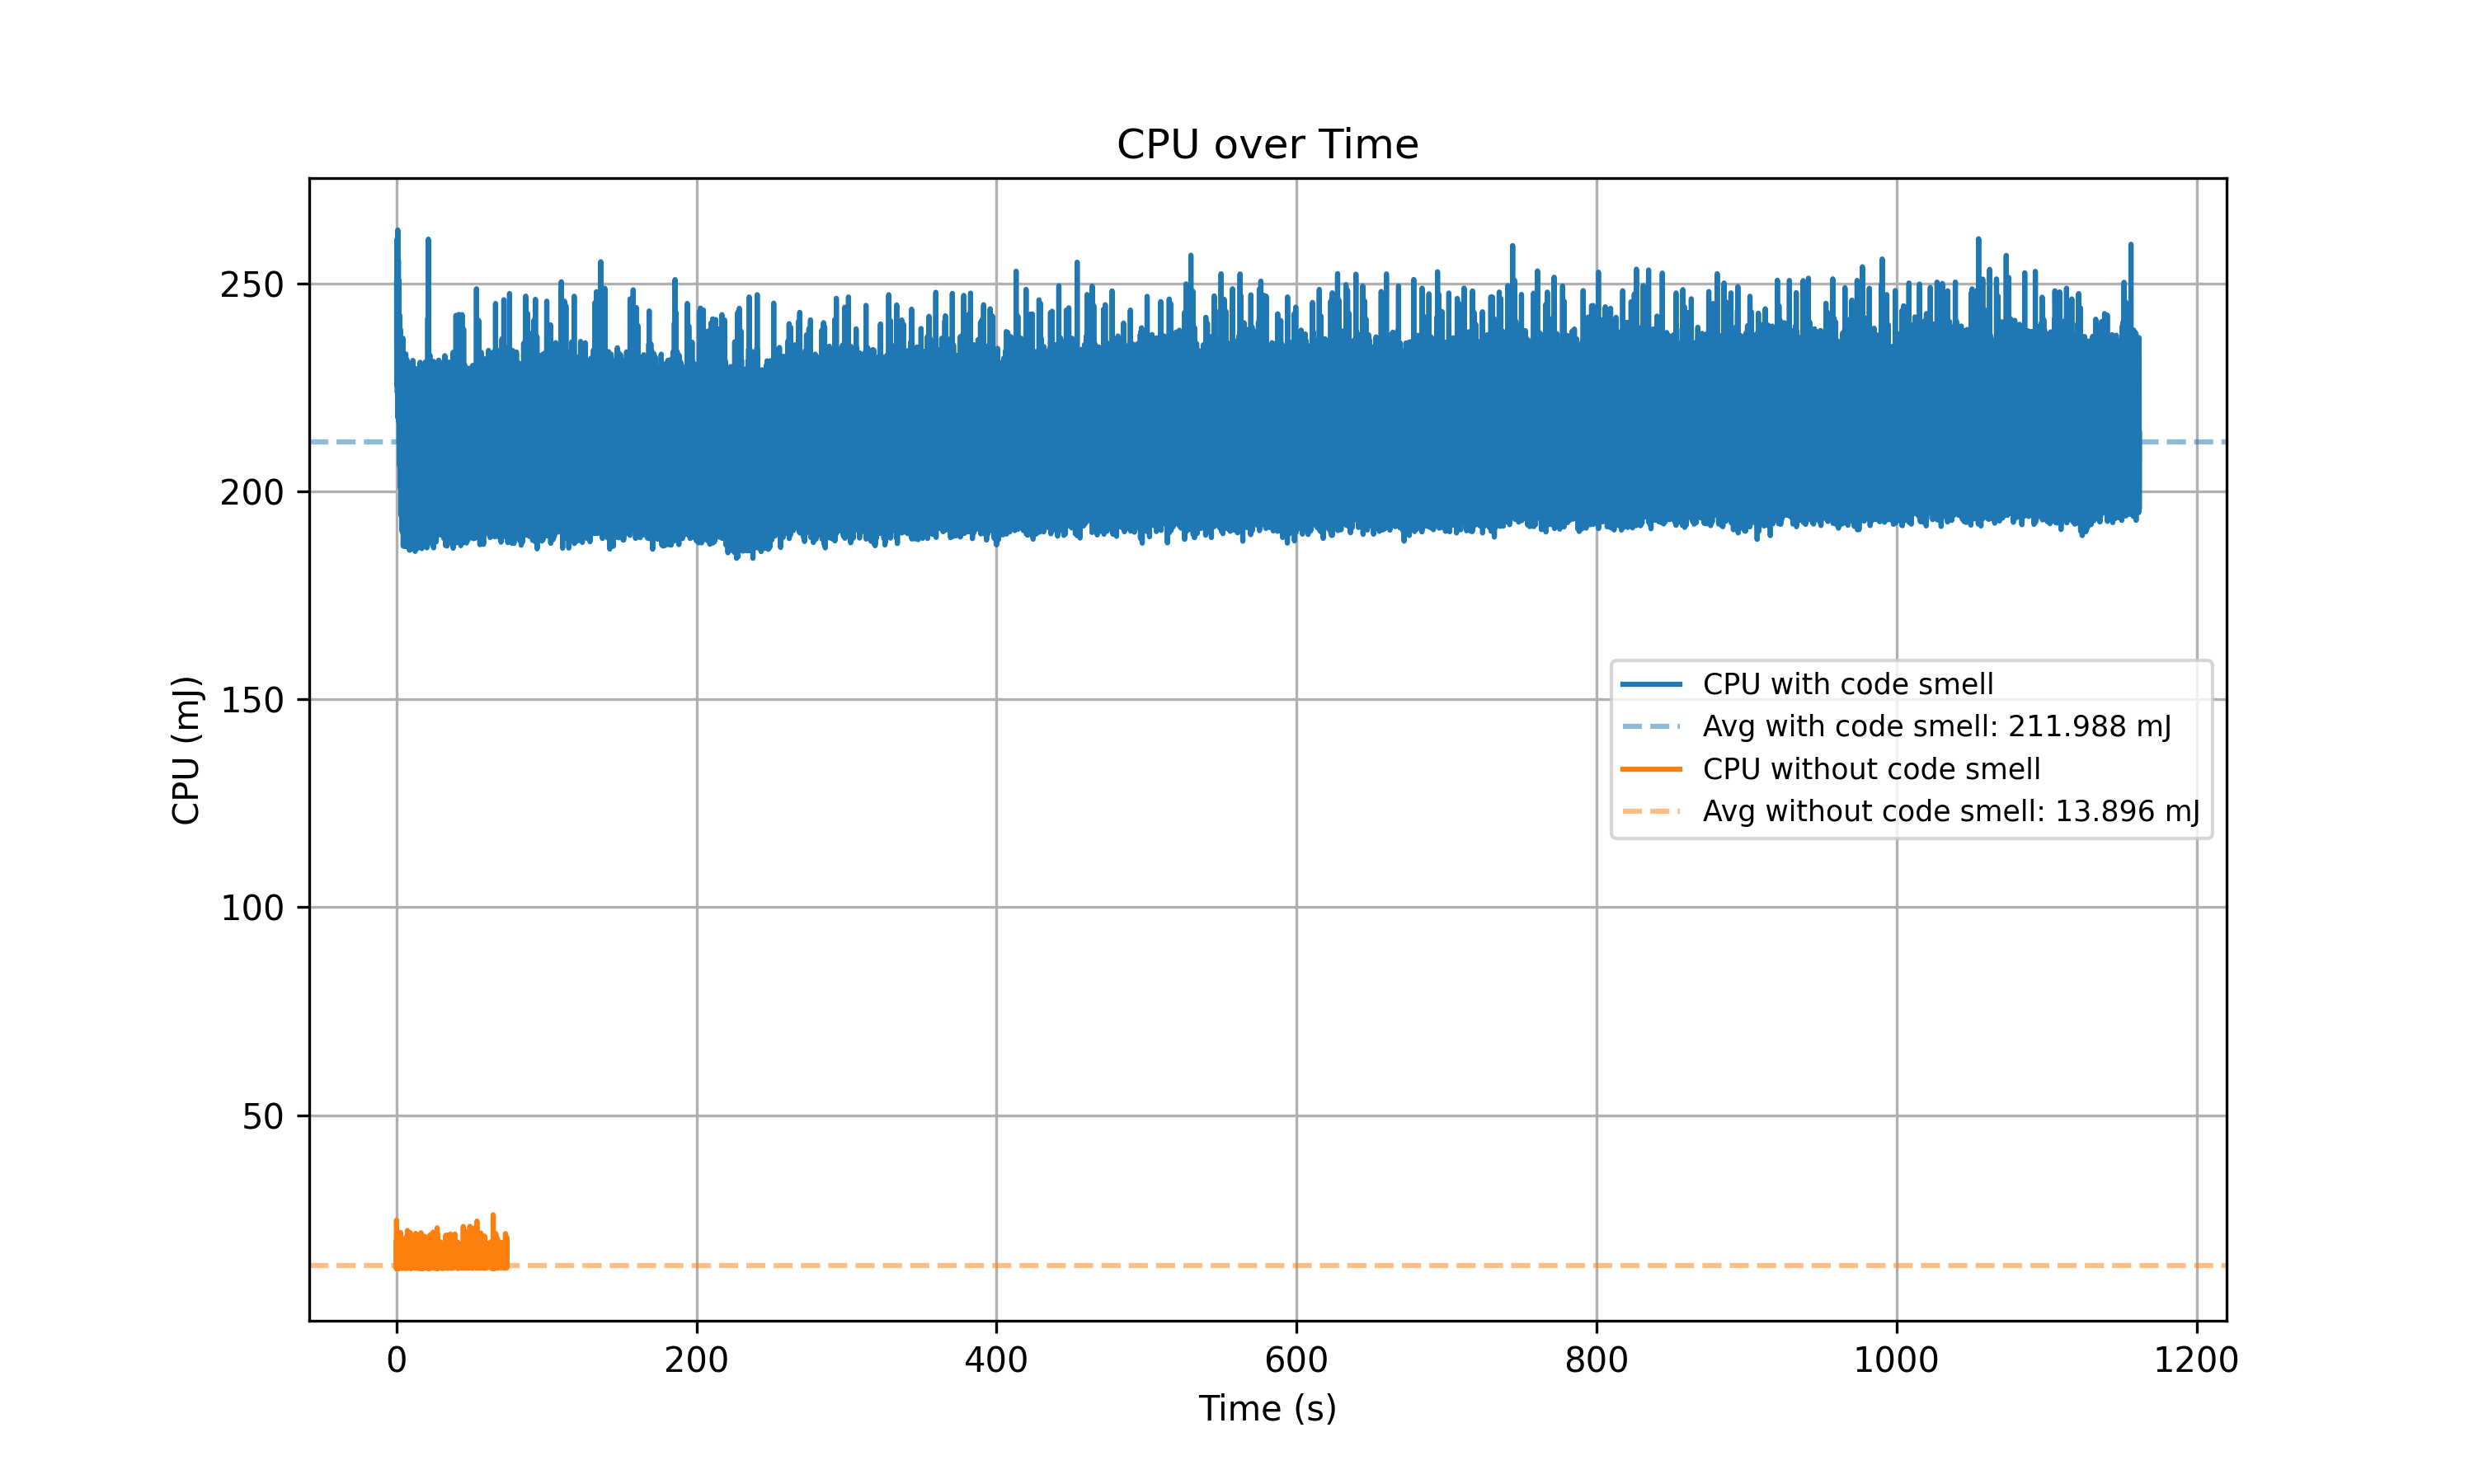 CPU over Time
CPU (mJ)
250
200
150
100
50
CPU with code smell
Avg with code smell: 211.988 mJ
CPU without code smell
Avg without code smell: 13.896 mJ
0 200 400 600 800 1000 1200
Time (s)